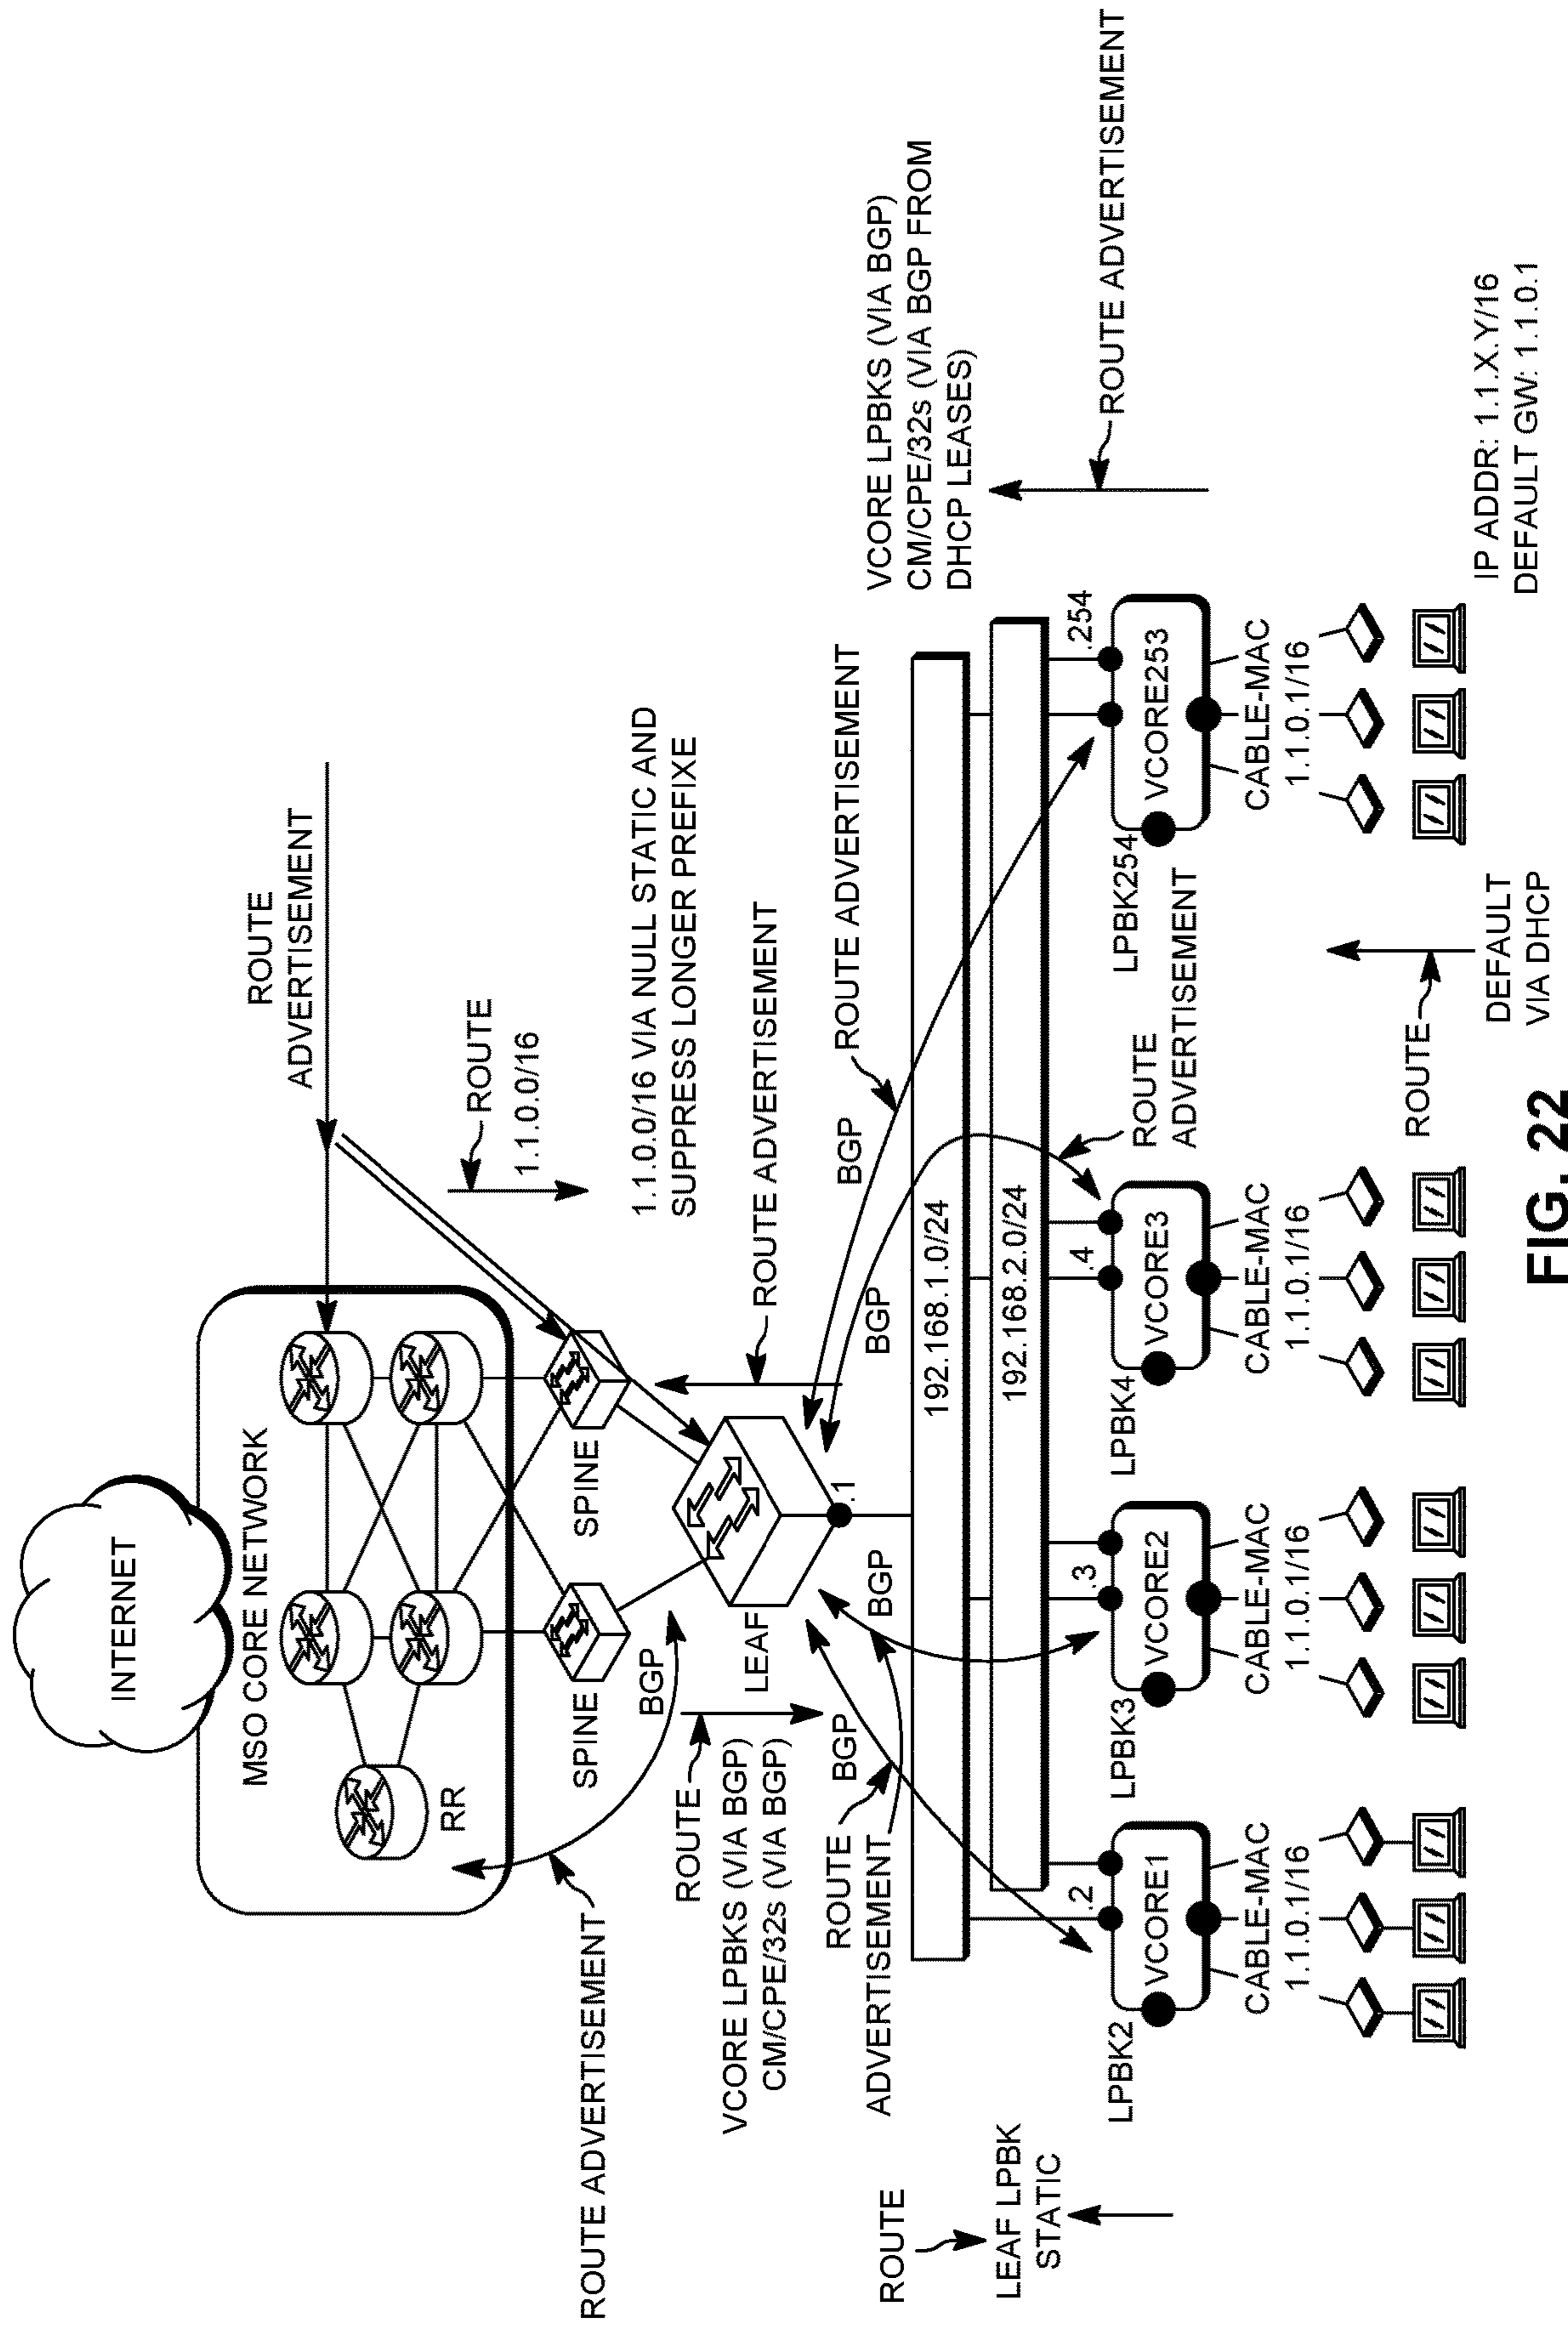 INTERNET
MSO CORE NETWORK
RR
ROUTE
ADVERTISEMENT
ROUTE
1.1.0.0/16
SPINE
SPINE
ROUTE ADVERTISEMENT
BGP
1.1.0.0/16 VIA NULL STATIC AND
SUPPRESS LONGER PREFIXE
ROUTE ADVERTISEMENT
LEAF
.1
ROUTE
VCORE LPBKS (VIA BGP)
CM/CPE/32s (VIA BGP)
ROUTE
ADVERTISEMENT
BGP
BGP
BGP
BGP
ROUTE ADVERTISEMENT
VCORE LPBKS (VIA BGP)
CM/CPE/32s (VIA BGP FROM
DHCP LEASES)
ROUTE ADVERTISEMENT
192.168.1.0/24
192.168.2.0/24
ROUTE
LEAF LPBK
STATIC
.2
.3
.4
.254
LPBK2
VCORE1
LPBK3
VCORE2
LPBK4
VCORE3
ROUTE
ADVERTISEMENT
LPBK254
VCORE253
CABLE-MAC
1.1.0.1/16
CABLE-MAC
1.1.0.1/16
CABLE-MAC
1.1.0.1/16
CABLE-MAC
1.1.0.1/16
ROUTE
DEFAULT
VIA DHCP
IP ADDR: 1.1.X.Y/16
DEFAULT GW: 1.1.0.1
FIG. 22